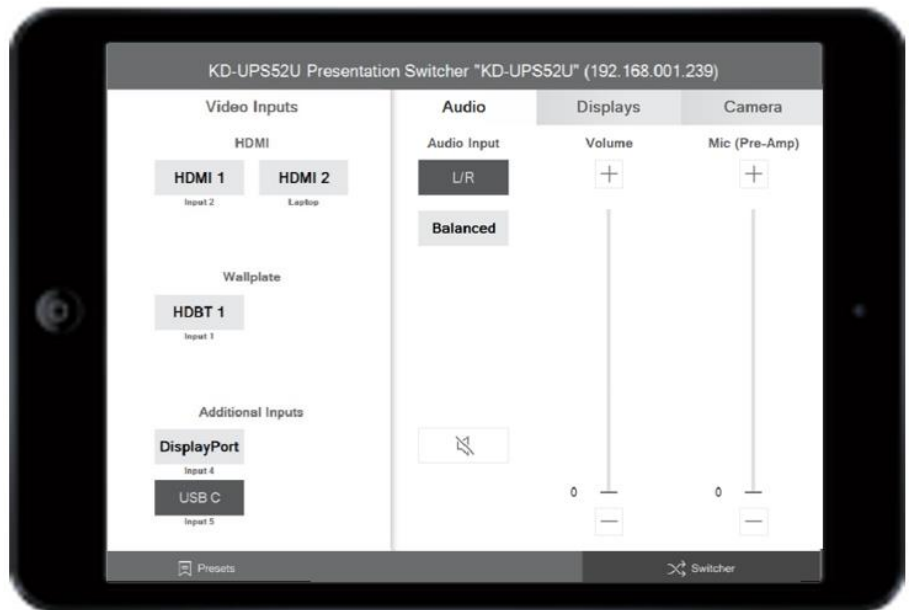 KD-UPS52U Presentation Switcher "KD-UPS52U" (192.168.001.239)
Video Inputs
HDMI
HDMI 1 HDMI 2
Input 2 Laptop
Wallplate
HDBT 1
Input 1
Additional Inputs
DisplayPort
Input 4
USB C
Input 5
Audio Displays Camera
Audio Input Volume Mic (Pre-Amp)
L/R
Balanced
0 0
Presets Switcher